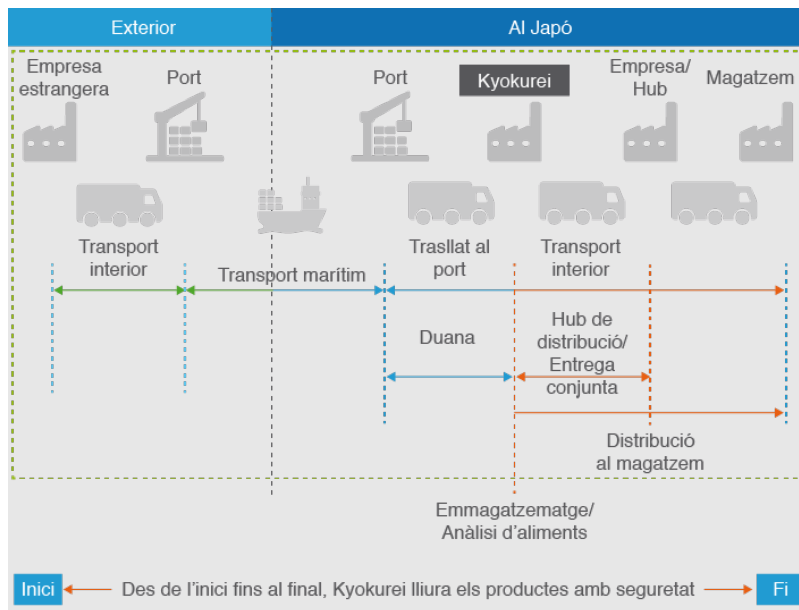 Exterior
Al Japó
Empresa
estrangera
Port
Port
Kyokurei
Empresa/
Hub
Magatzem
Transport
interior
Transport marítim
Trasllat al
port
Transport
interior
Duana
Hub de
distribució/
Entrega
conjunta
Distribució
al magatzem
Emmagatzematge/
Anàlisi d’aliments
Inici
Des de l’inici fins al final, Kyokurei lliura els productes amb seguretat
Fi